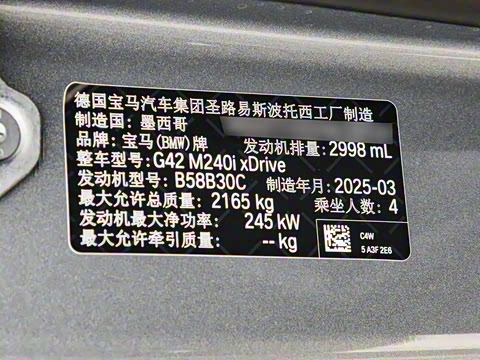 德国宝马汽车集团圣路易斯波托西工厂制造
制造国：墨西哥
品牌：宝马(BMW)牌 发动机排量：2998 mL
整车型号：G42 M240i xDrive
发动机型号：B58B30C 制造年月：2025-03
最大允许总质量：2165 kg 乘坐人数：4
发动机最大净功率：245 kW
最大允许牵引质量：-- kg
C4W
5 A3F 2E6